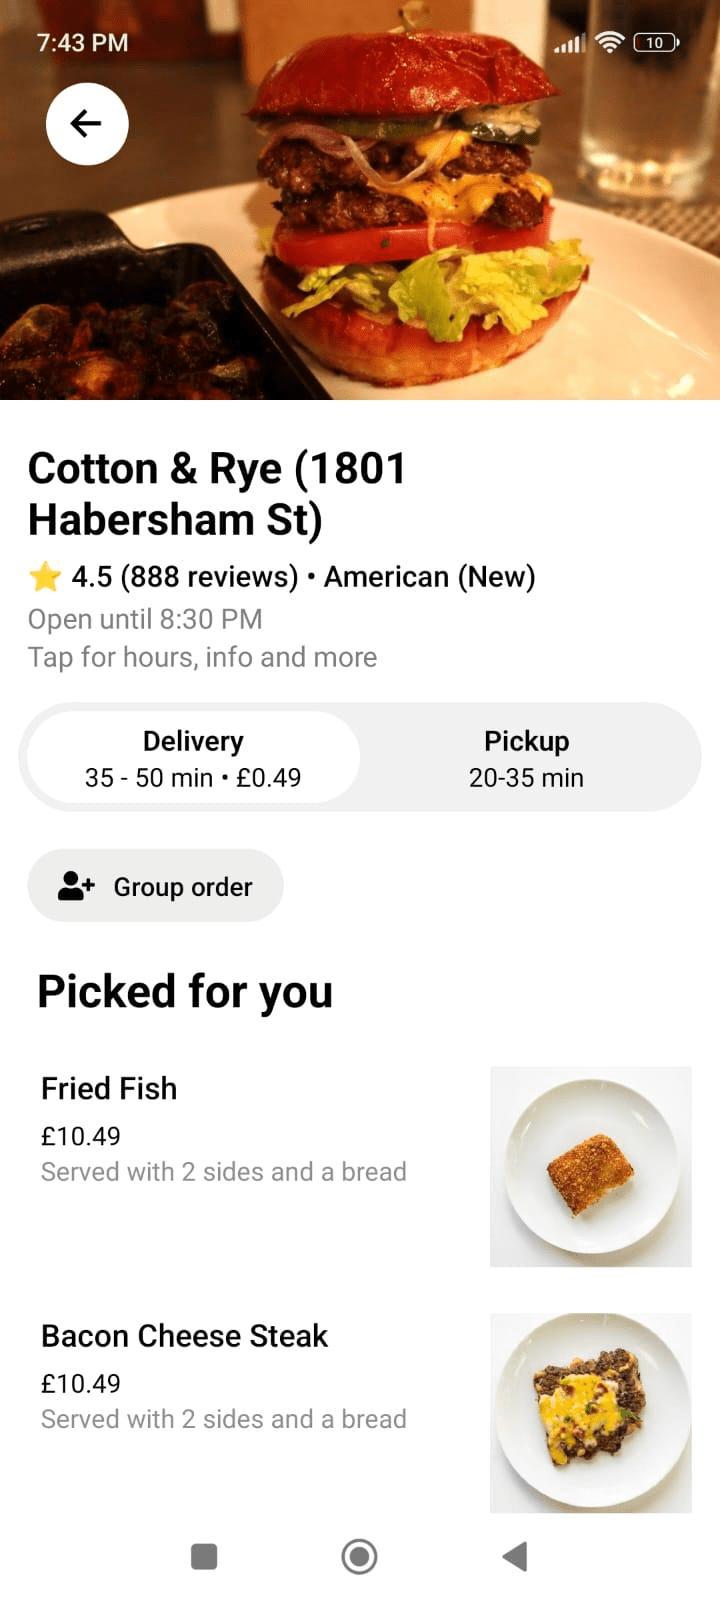 7:43 PM
10
Cotton & Rye (1801
Habersham St)
4.5 (888 reviews) • American (New)
Open until 8:30 PM
Tap for hours, info and more
Delivery
35 - 50 min • £0.49
Pickup
20-35 min
Group order
Picked for you
Fried Fish
£10.49
Served with 2 sides and a bread
Bacon Cheese Steak
£10.49
Served with 2 sides and a bread